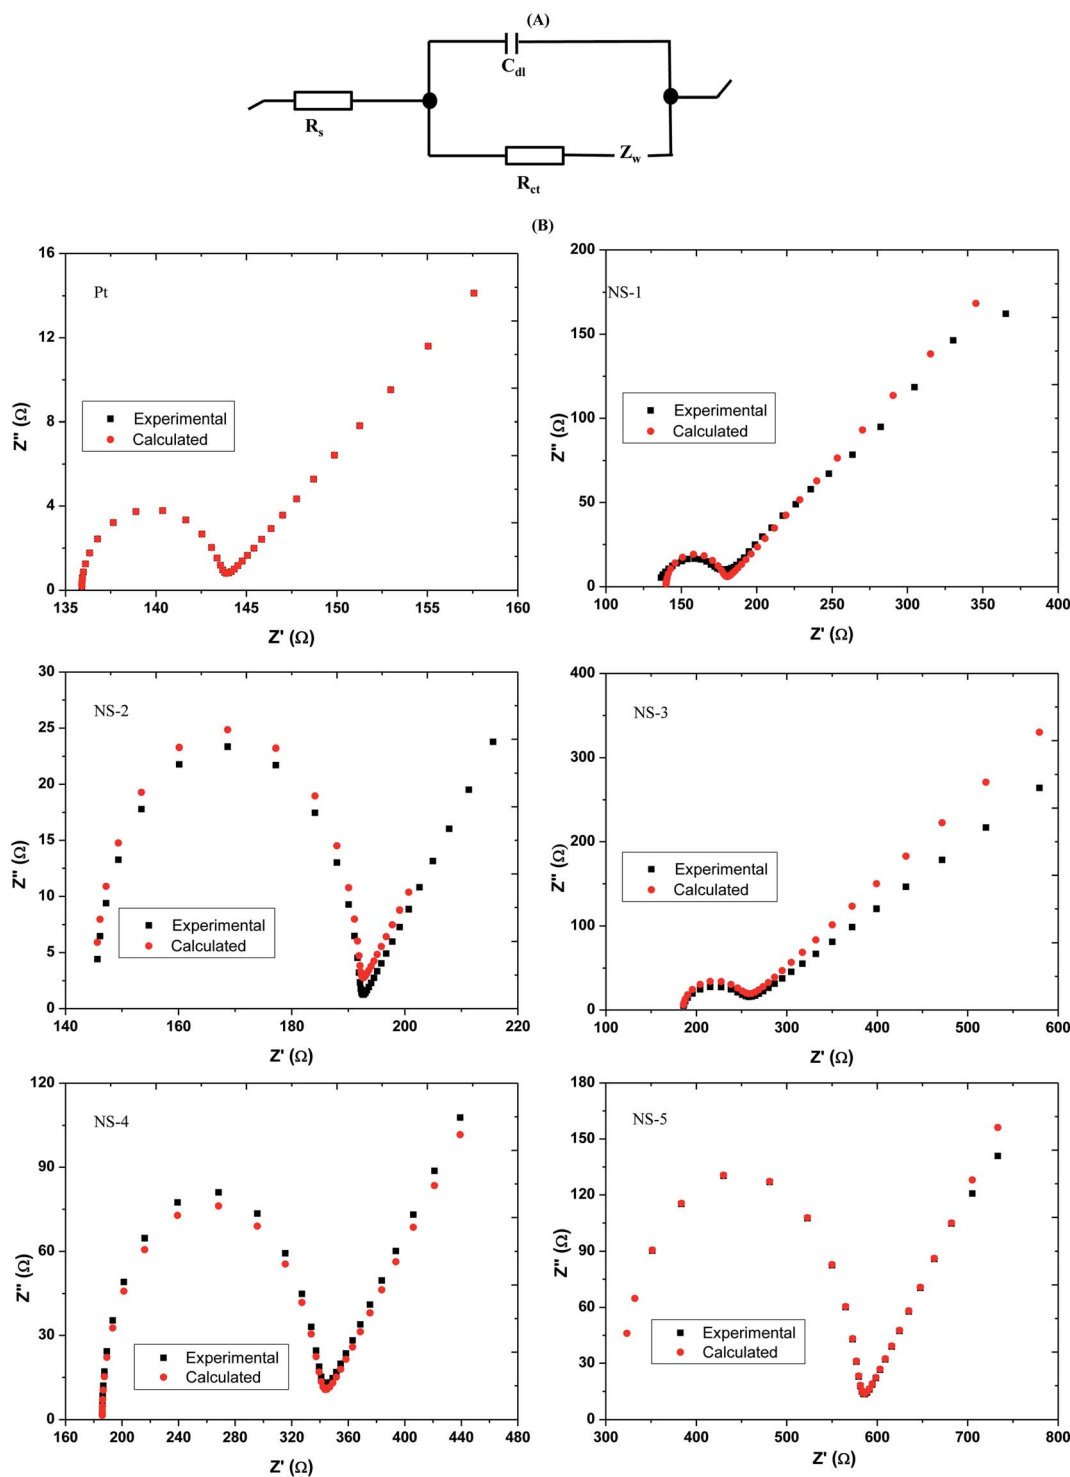 (A)
C_dl
R_s
Z_w
R_ct
(B)
16
14
12
10
8
6
4
2
0
Z'' (Ω)
Pt
Experimental
Calculated
135 140 145 150 155 160
Z' (Ω)
200
150
100
50
0
Z'' (Ω)
NS-1
Experimental
Calculated
100 150 200 250 300 350 400
Z' (Ω)
30
25
20
15
10
5
0
Z'' (Ω)
NS-2
Experimental
Calculated
140 160 180 200 220
Z' (Ω)
400
300
200
100
0
Z'' (Ω)
NS-3
Experimental
Calculated
100 200 300 400 500 600
Z' (Ω)
120
90
60
30
0
Z'' (Ω)
NS-4
Experimental
Calculated
160 200 240 280 320 360 400 440 480
Z' (Ω)
180
150
120
90
60
30
0
Z'' (Ω)
NS-5
Experimental
Calculated
300 400 500 600 700 800
Z' (Ω)